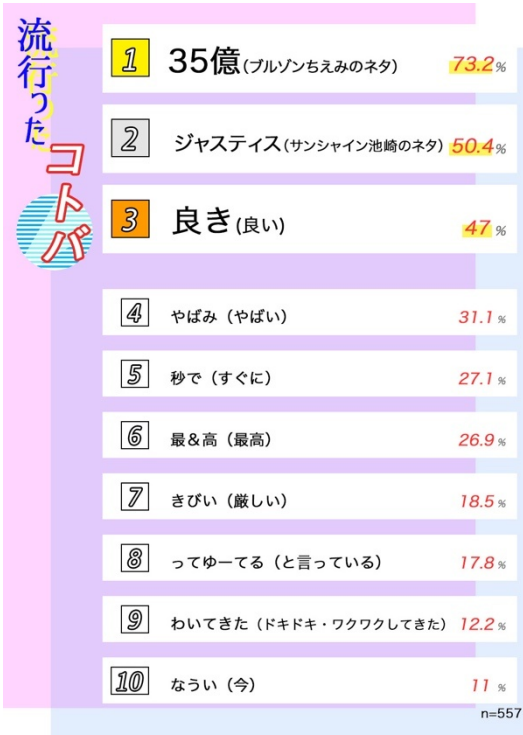 流行った
コトバ
1 35億(ブルゾンちえみのネタ) 73.2%
2 ジャスティス(サンシャイン池崎のネタ) 50.4%
3 良き(良い) 47%
4 やばみ（やばい） 31.1%
5 秒で（すぐに） 27.1%
6 最&高（最高） 26.9%
7 きびい（厳しい） 18.5%
8 ってゆーてる（と言っている） 17.8%
9 わいてきた（ドキドキ・ワクワクしてきた） 12.2%
10 なうい（今） 11%
n=557